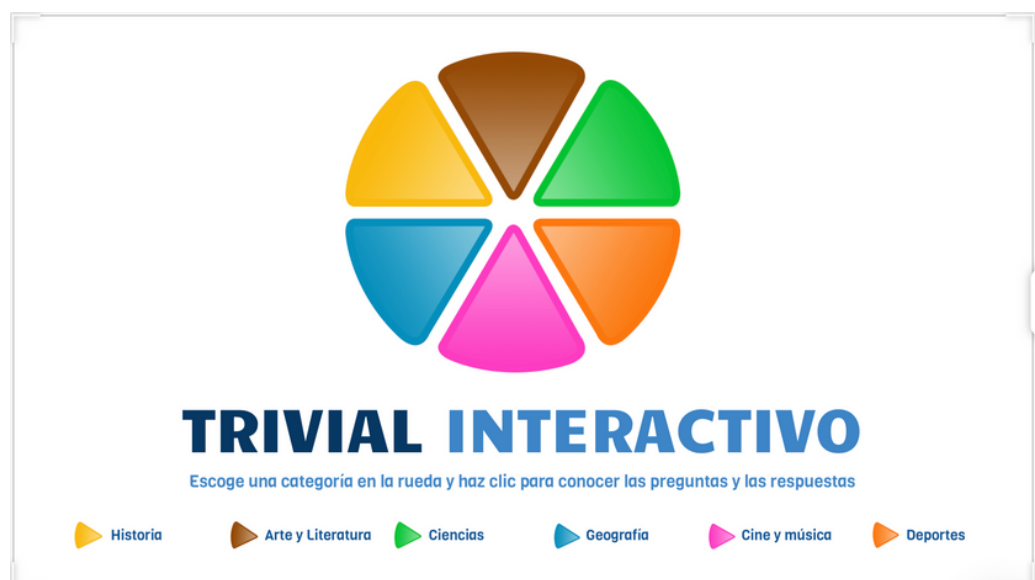 TRIVIAL INTERACTIVO
Escoge una categoría en la rueda y haz clic para conocer las preguntas y las respuestas
Historia
Arte y Literatura
Ciencias
Geografía
Cine y música
Deportes